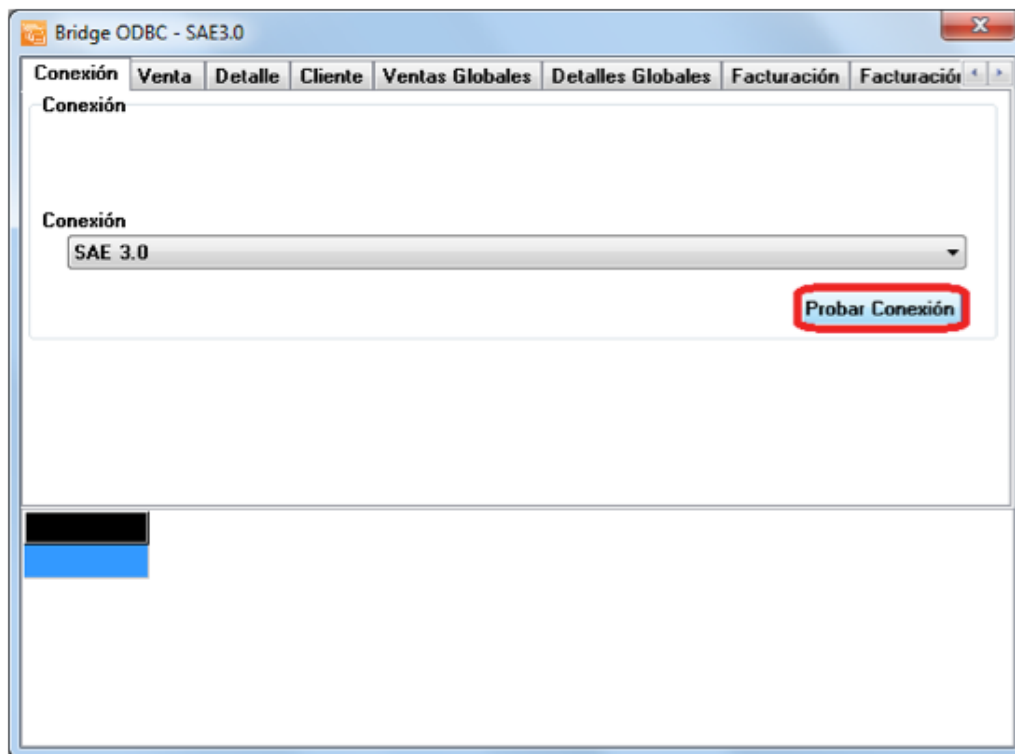 Bridge ODBC - SAE3.0
Conexión Venta Detalle Cliente Ventas Globales Detalles Globales Facturación Facturació
Conexión
Conexión
SAE 3.0
Probar Conexión